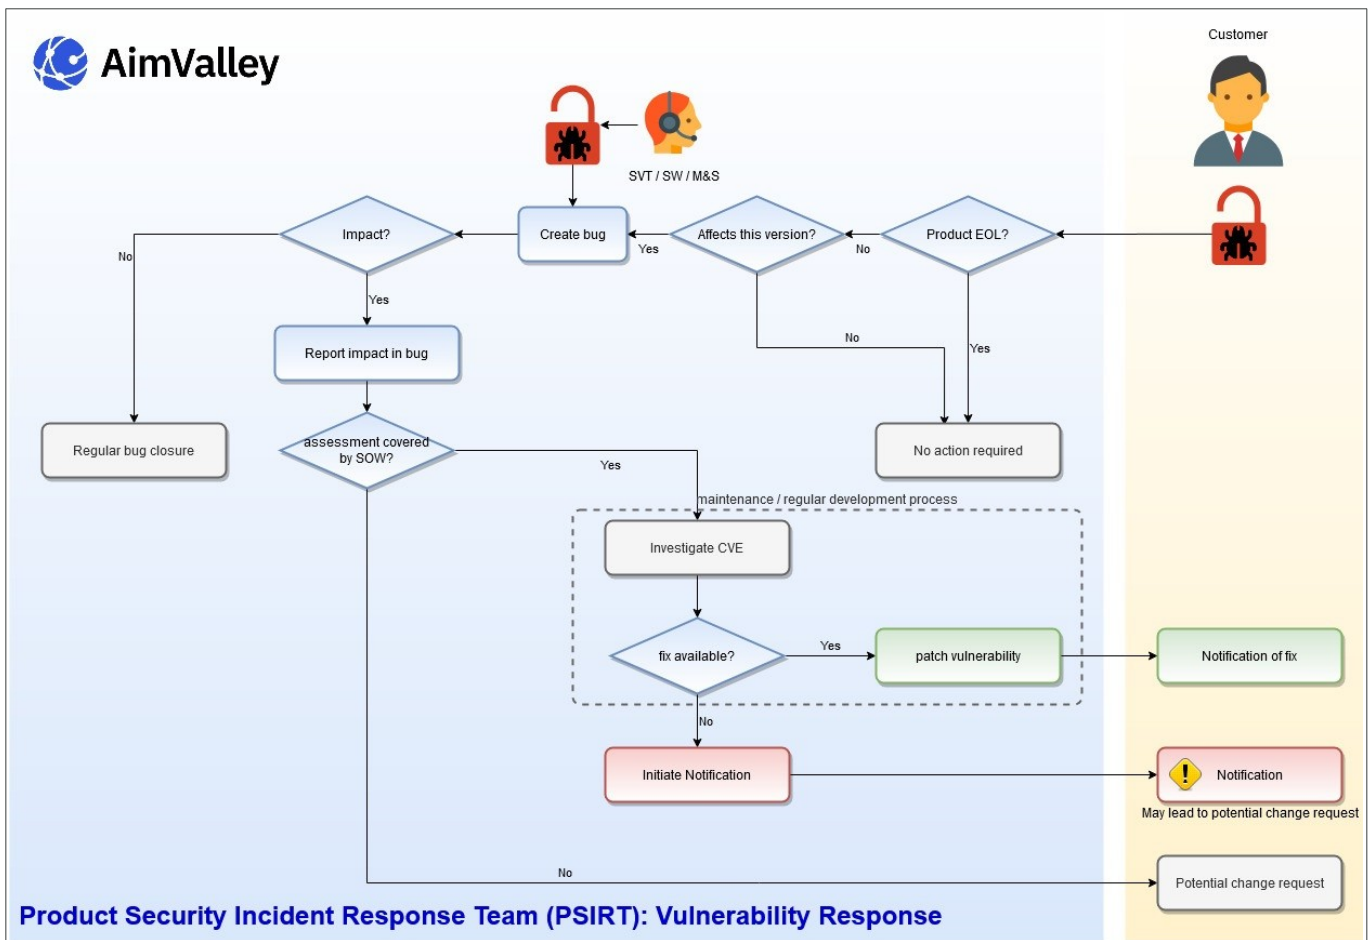 AimValley
Customer
SVT / SW / M&S
Impact?
Create bug
Affects this version?
Product EOL?
Yes
No
No
Yes
No
Yes
Report impact in bug
Regular bug closure
assessment covered
by SOW?
Yes
No action required
maintenance / regular development process
Investigate CVE
fix available?
Yes
patch vulnerability
Notification of fix
No
Initiate Notification
Notification
May lead to potential change request
No
Potential change request
Product Security Incident Response Team (PSIRT): Vulnerability Response